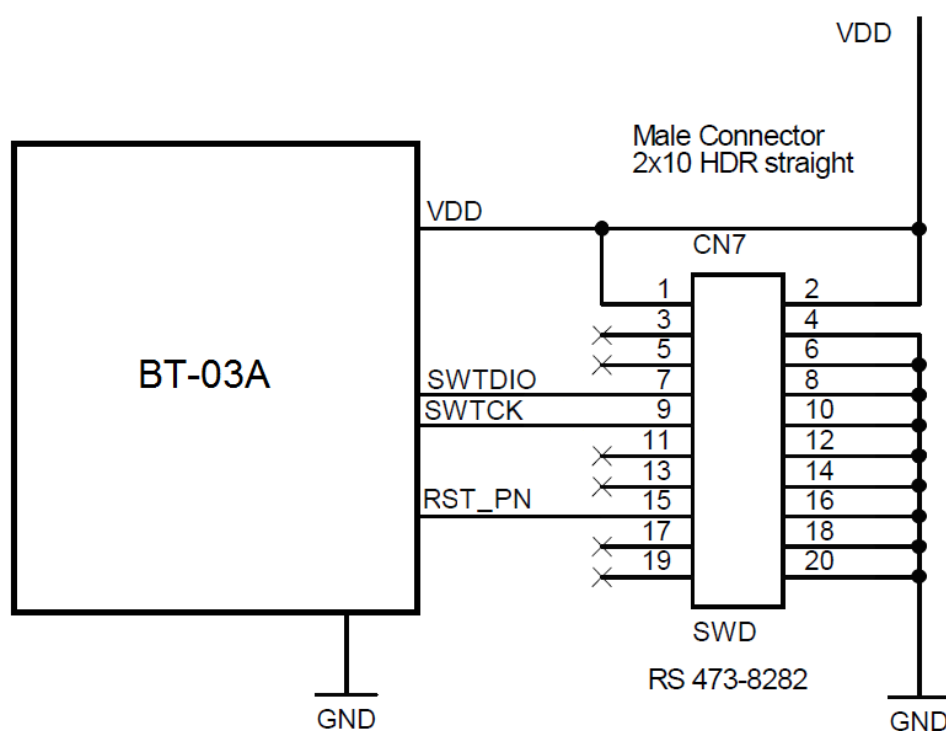 VDD
Male Connector
2x10 HDR straight
VDD
CN7
1 2
3 4
5 6
BT-03A
SWTDIO 7 8
SWTCK 9 10
11 12
13 14
RST_PN 15 16
17 18
19 20
SWD
RS 473-8282
GND
GND